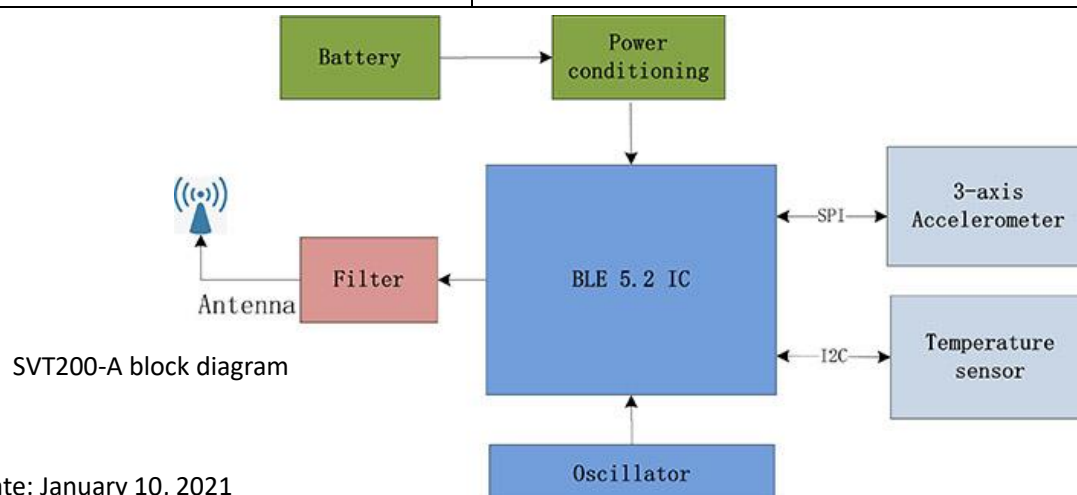 Battery
Power
conditioning
3-axis
Accelerometer
SPI
Filter
BLE 5.2 IC
Antenna
I2C
Temperature
sensor
SVT200-A block diagram
Oscillator
te: January 10, 2021